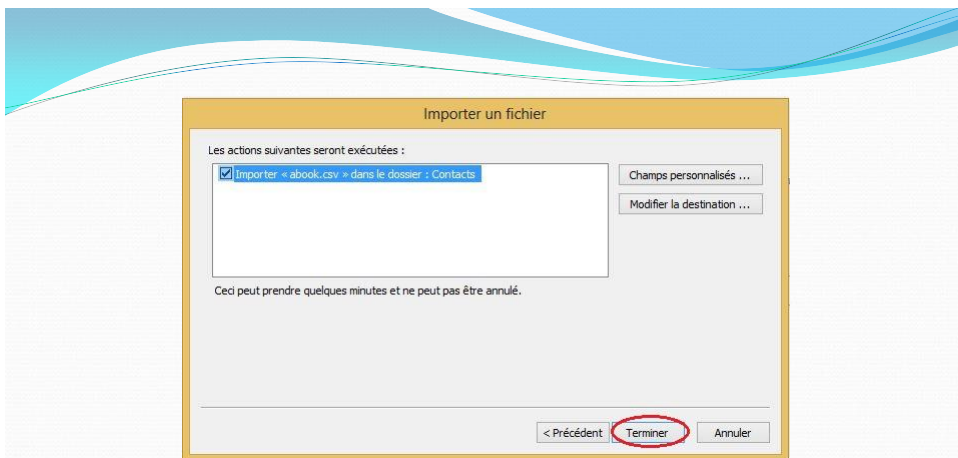 Importer un fichier
Les actions suivantes seront exécutées :
Importer « abook.csv » dans le dossier : Contacts
Champs personnalisés ...
Modifier la destination ...
Ceci peut prendre quelques minutes et ne peut pas être annulé.
< Précédent
Terminer
Annuler